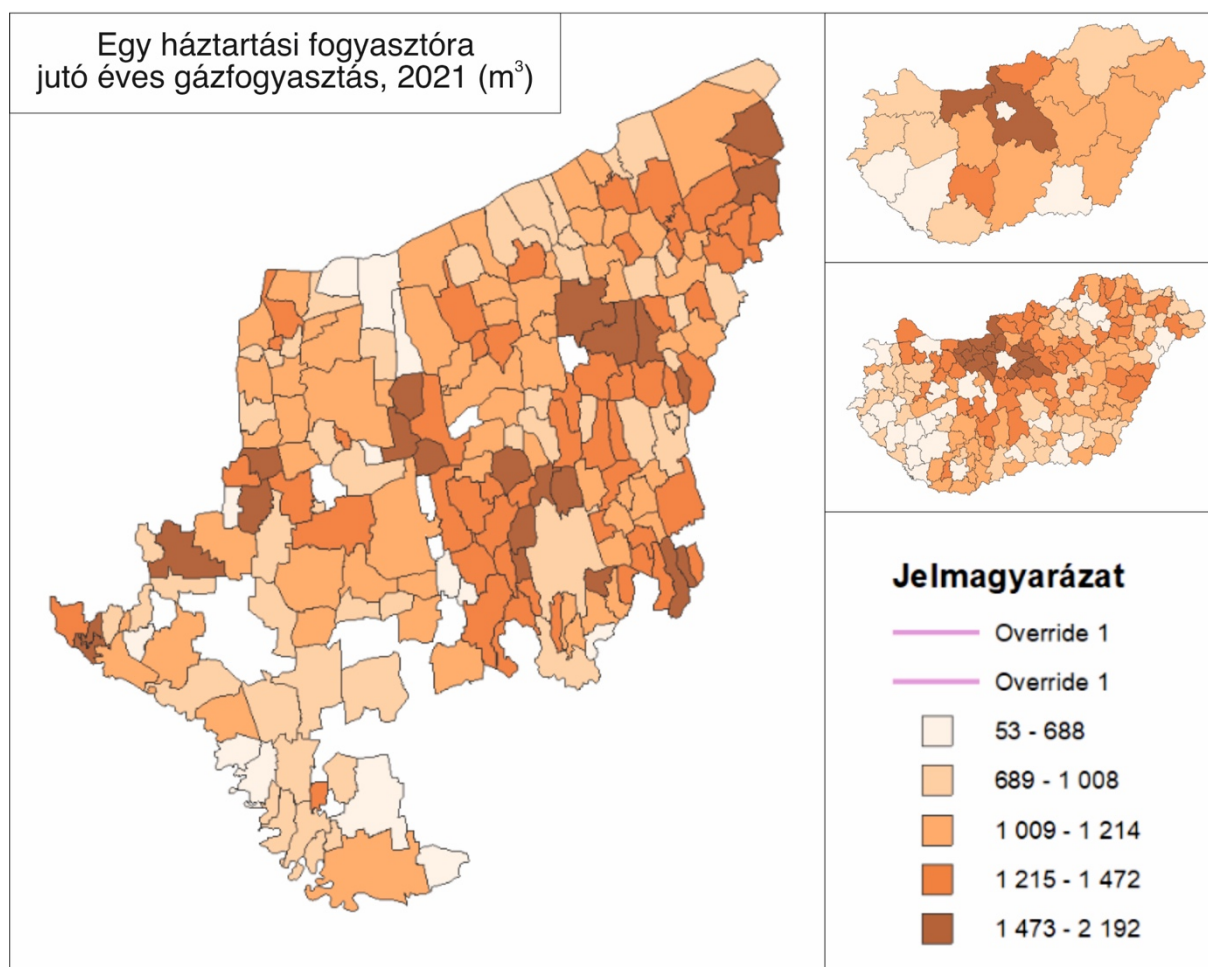 Egy háztartási fogyasztóra
jutó éves gázfogyasztás, 2021 (m³)
Jelmagyarázat
Override 1
Override 1
53 - 688
689 - 1 008
1 009 - 1 214
1 215 - 1 472
1 473 - 2 192